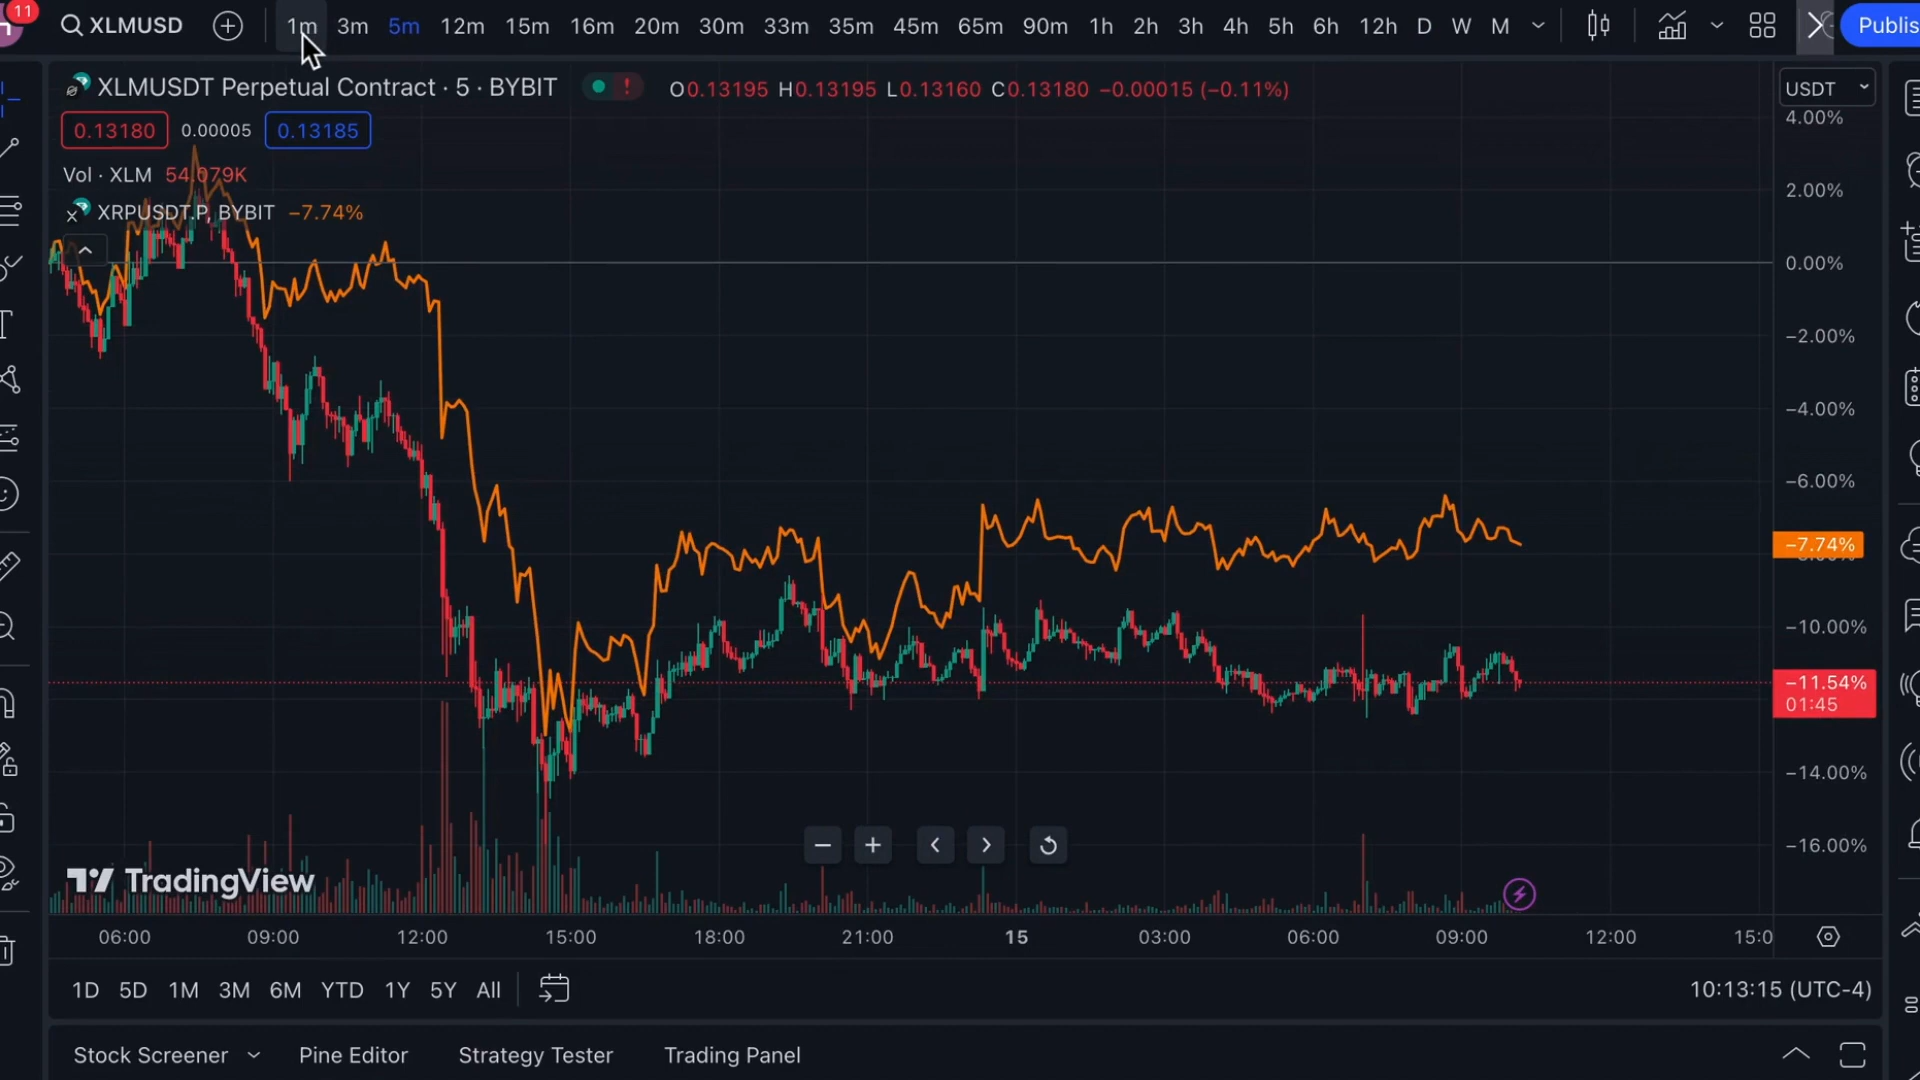 11
XLMUSD 1m 3m 5m 12m 15m 16m 20m 30m 33m 35m 45m 65m 90m 1h 2h 3h 4h 5h 6h 12h D W M Publis
XLMUSDT Perpetual Contract · 5 · BYBIT ! O0.13195 H0.13195 L0.13160 C0.13180 −0.00015 (−0.11%) USDT
0.13180 0.00005 0.13185
Vol · XLM 54.079K
XRPUSDT.P, BYBIT −7.74%
4.00%
2.00%
0.00%
−2.00%
−4.00%
−6.00%
−7.74%
−10.00%
−11.54%
01:45
−14.00%
−16.00%
TradingView
06:00 09:00 12:00 15:00 18:00 21:00 15 03:00 06:00 09:00 12:00 15:0
1D 5D 1M 3M 6M YTD 1Y 5Y All 10:13:15 (UTC-4)
Stock Screener Pine Editor Strategy Tester Trading Panel